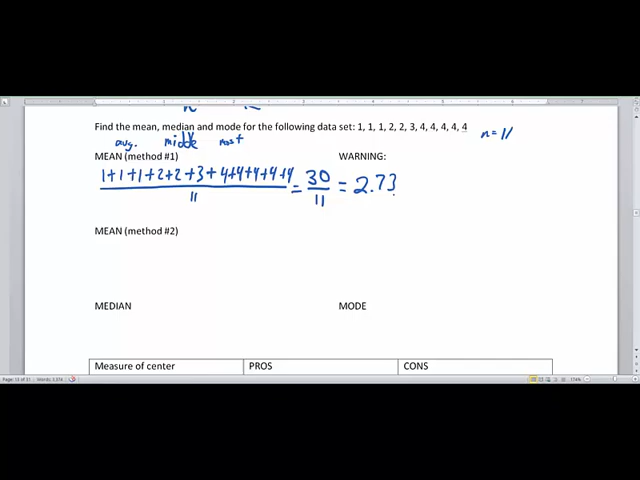 Find the mean, median and mode for the following data set: 1, 1, 1, 2, 2, 3, 4, 4, 4, 4, 4 n = 11
avg. middle most
MEAN (method #1) WARNING:
1+1+1+2+2+3+4+4+4+4+4 / 11 = 30 / 11 = 2.73
MEAN (method #2)
MEDIAN MODE
Measure of center PROS CONS